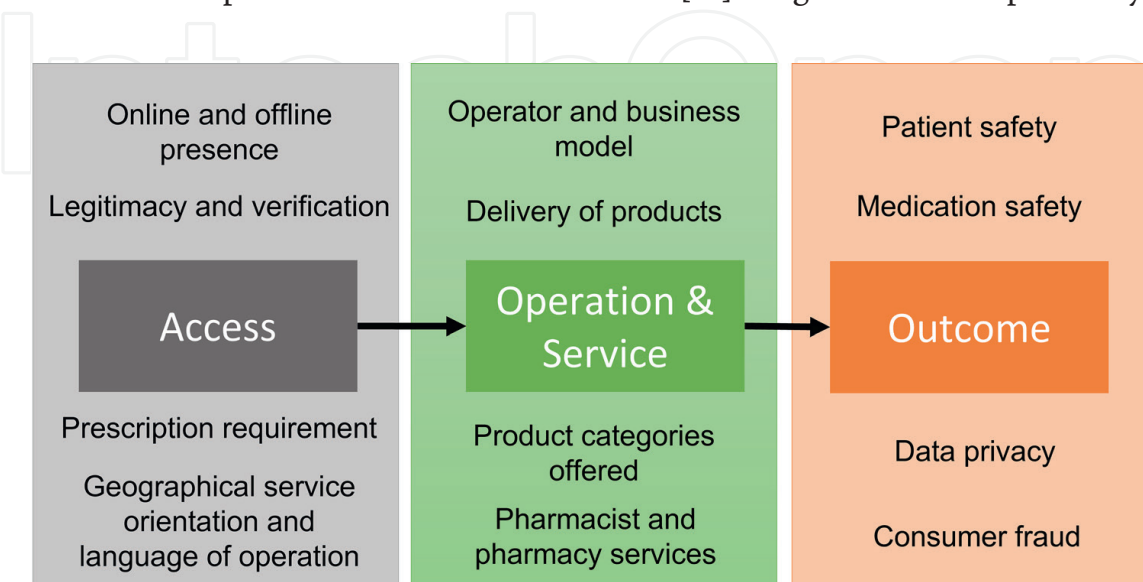 Online and offline
presence
Legitimacy and verification
Access
Prescription requirement
Geographical service
orientation and
language of operation
Operator and business
model
Delivery of products
Operation &
Service
Product categories
offered
Pharmacist and
pharmacy services
Patient safety
Medication safety
Outcome
Data privacy
Consumer fraud